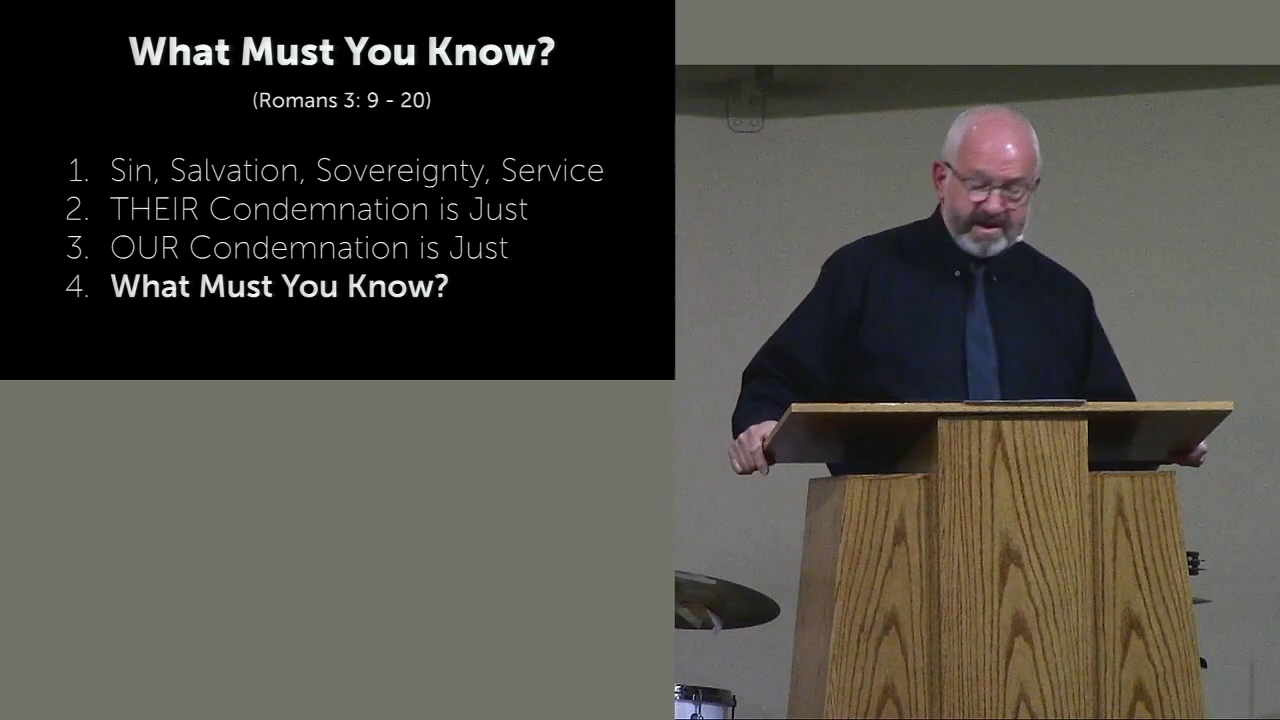 What Must You Know?
(Romans 3: 9 - 20)
1. Sin, Salvation, Sovereignty, Service
2. THEIR Condemnation is Just
3. OUR Condemnation is Just
4. What Must You Know?